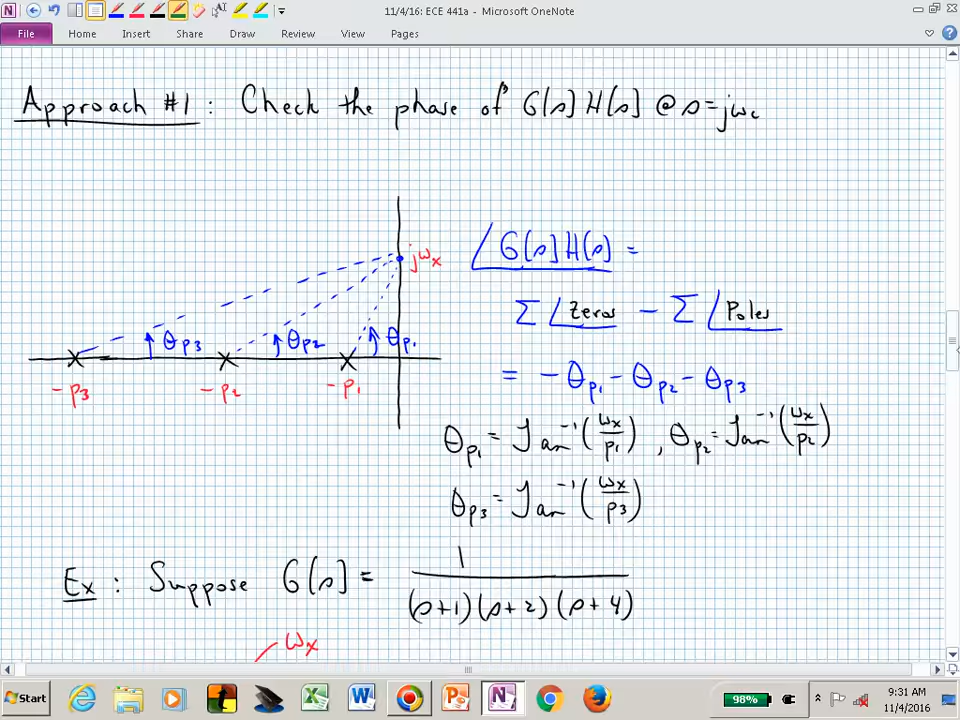 11/4/16: ECE 441a - Microsoft OneNote
File Home Insert Share Draw Review View Pages
Approach #1 : Check the phase of G(s)H(s) @ s=jωc
jωx
∠G(s)H(s) =
Σ ∠Zeros − Σ ∠Poles
θp3 θp2 θp1
-p3 -p2 -p1
= -θp1 - θp2 - θp3
θp1 = Tan⁻¹(ωx/p1), θp2 = Tan⁻¹(ωx/p2)
θp3 = Tan⁻¹(ωx/p3)
Ex : Suppose G(s) = 1
(s+1)(s+2)(s+4)
ωx
Start 98% 9:31 AM
11/4/2016